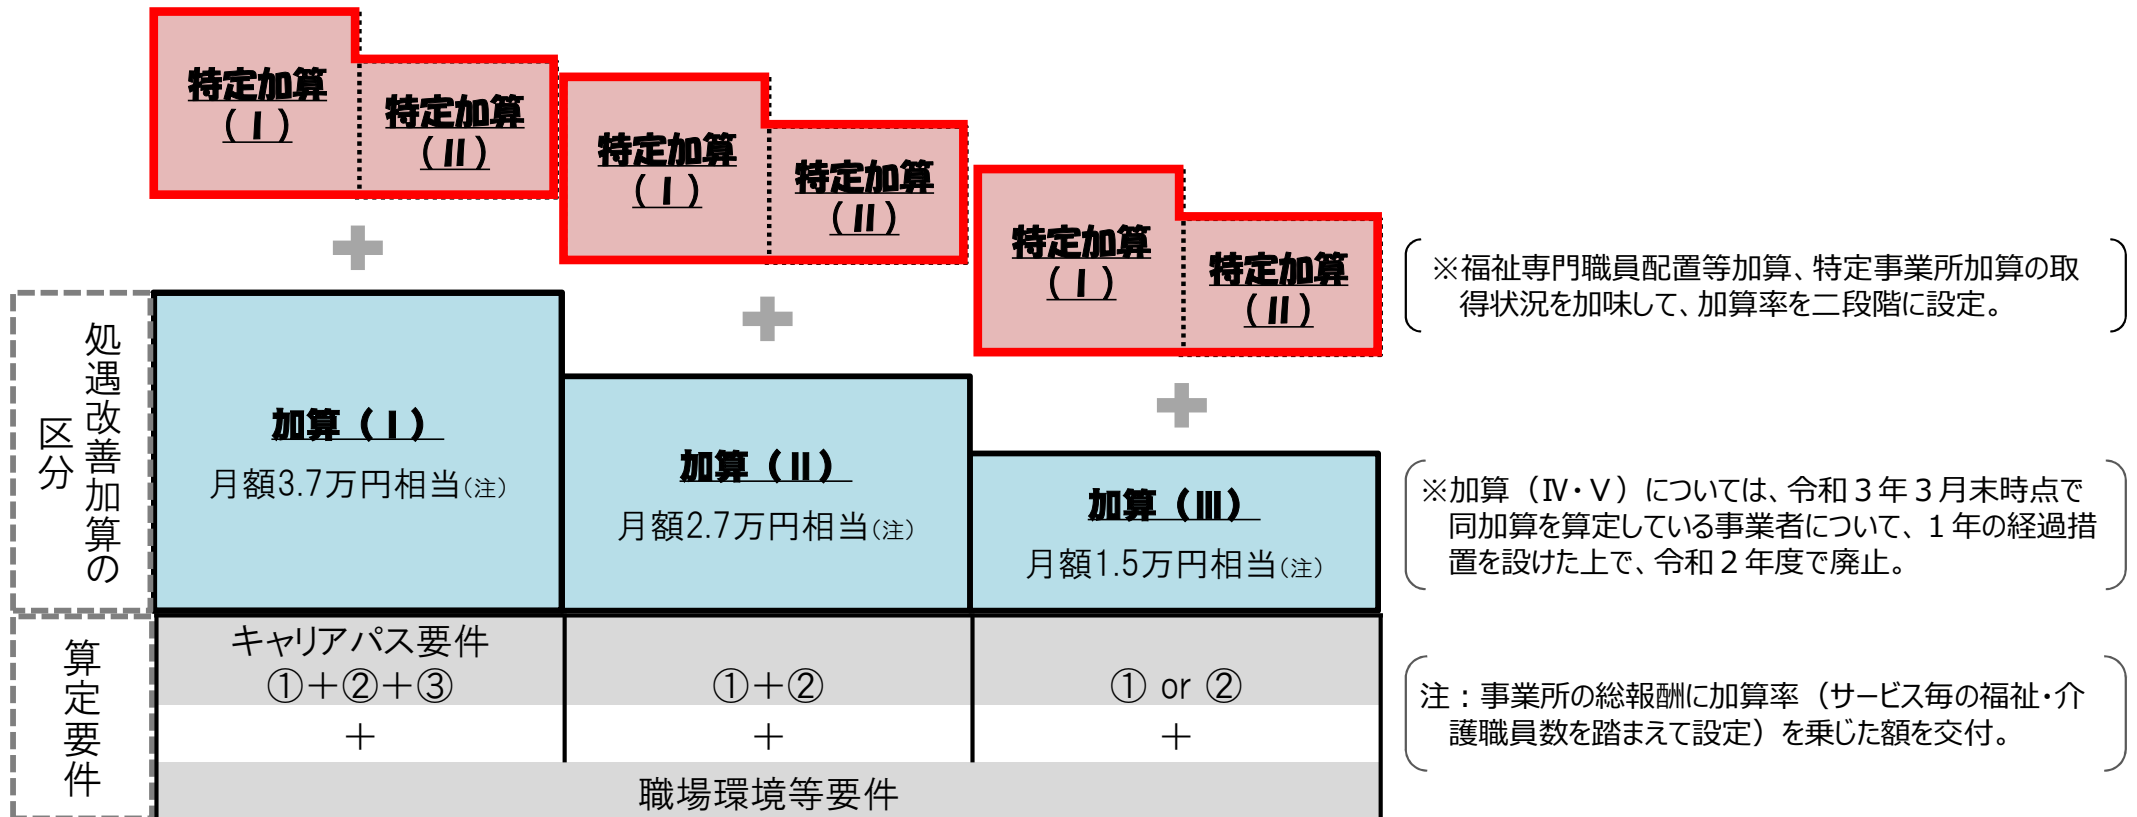 特定加算
(Ⅰ)
特定加算
(Ⅱ)
特定加算
(Ⅰ)
特定加算
(Ⅱ)
特定加算
(Ⅰ)
特定加算
(Ⅱ)
※福祉専門職員配置等加算、特定事業所加算の取
得状況を加味して、加算率を二段階に設定。
処遇改善加算の
区分
加算(Ⅰ)
月額3.7万円相当(注)
加算(Ⅱ)
月額2.7万円相当(注)
加算(Ⅲ)
月額1.5万円相当(注)
※加算(Ⅳ・Ⅴ)については、令和3年3月末時点で
同加算を算定している事業者について、1年の経過措
置を設けた上で、令和2年度で廃止。
算定要件
キャリアパス要件
①+②+③
①+②
① or ②
+
+
+
職場環境等要件
注:事業所の総報酬に加算率(サービス毎の福祉・介
護職員数を踏まえて設定)を乗じた額を交付。